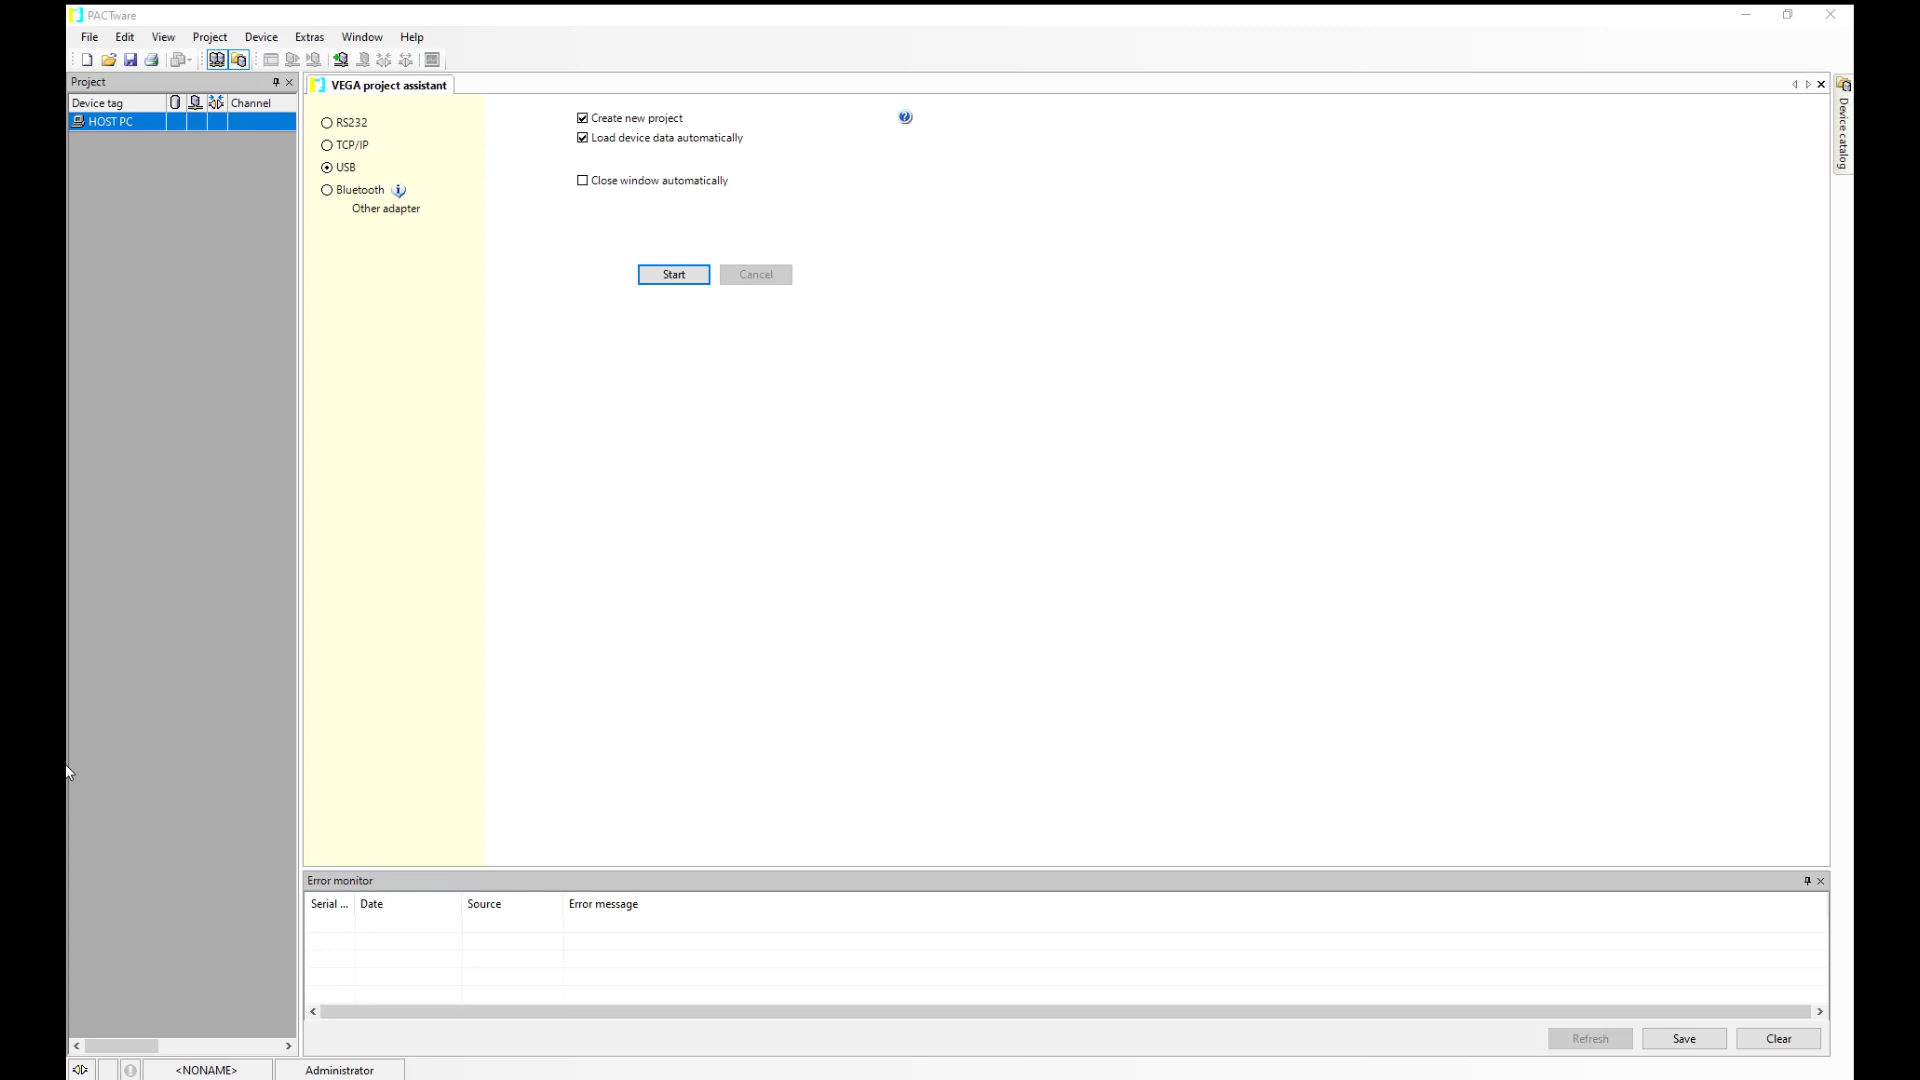 PACTware
File Edit View Project Device Extras Window Help
Project
Device tag Channel
HOST PC
VEGA project assistant
RS232
TCP/IP
USB
Bluetooth
Other adapter
Create new project
Load device data automatically
Close window automatically
Start Cancel
Device catalog
Error monitor
Serial ... Date Source Error message
Refresh Save Clear
<NONAME> Administrator